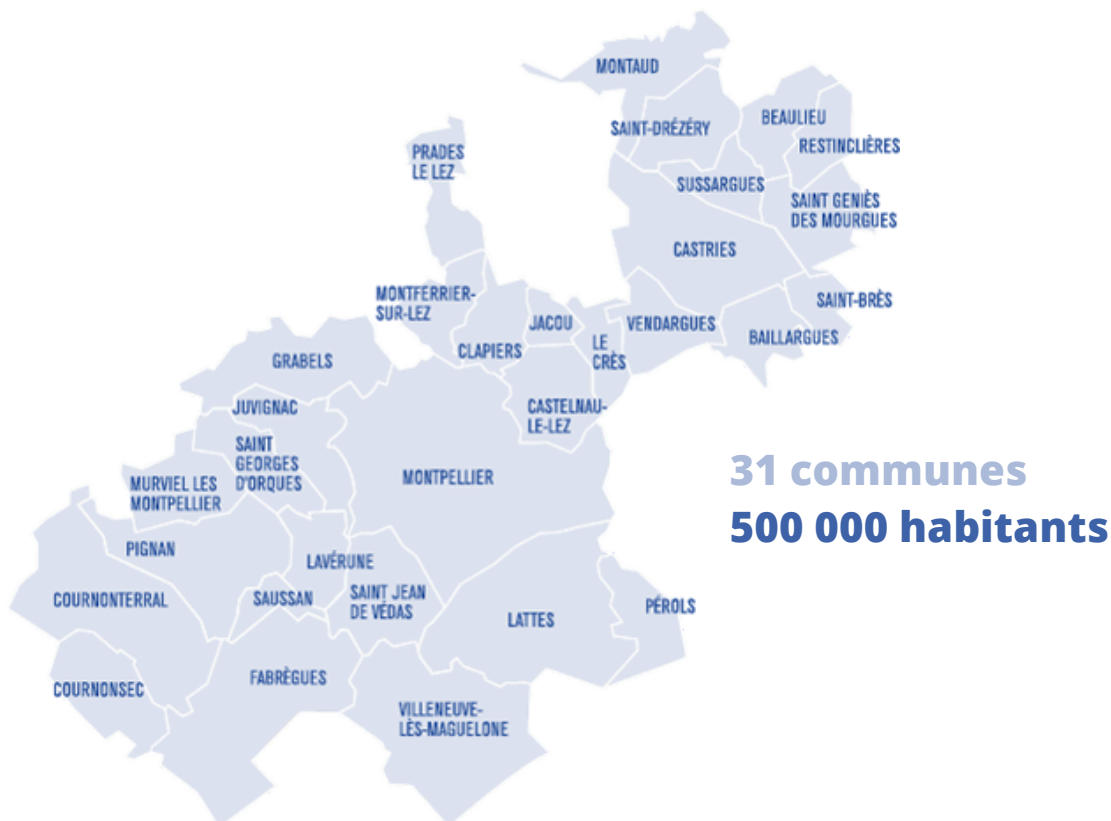 MONTAUD
BEAULIEU
SAINT-DRÉZÉRY
RESTINCLIÈRES
PRADES
LE LEZ
SUSSARGUES
SAINT GENIÈS
DES MOURGUES
CASTRIES
MONTFERRIER-
SUR-LEZ
SAINT-BRÈS
JACOU
VENDARGUES
BAILLARGUES
LE
CRÈS
CLAPIERS
GRABELS
JUVIGNAC
CASTELNAU-
LE-LEZ
SAINT
GEORGES
D'ORQUES
MONTPELLIER
MURVIEL LES
MONTPELLIER
31 communes
500 000 habitants
PIGNAN
LAVÉRUNE
COURNONTERRAL
SAUSSAN
SAINT JEAN
DE VÉDAS
LATTES
PÉROLS
FABRÈGUES
COURNONSEC
VILLENEUVE-
LÈS-MAGUELONE